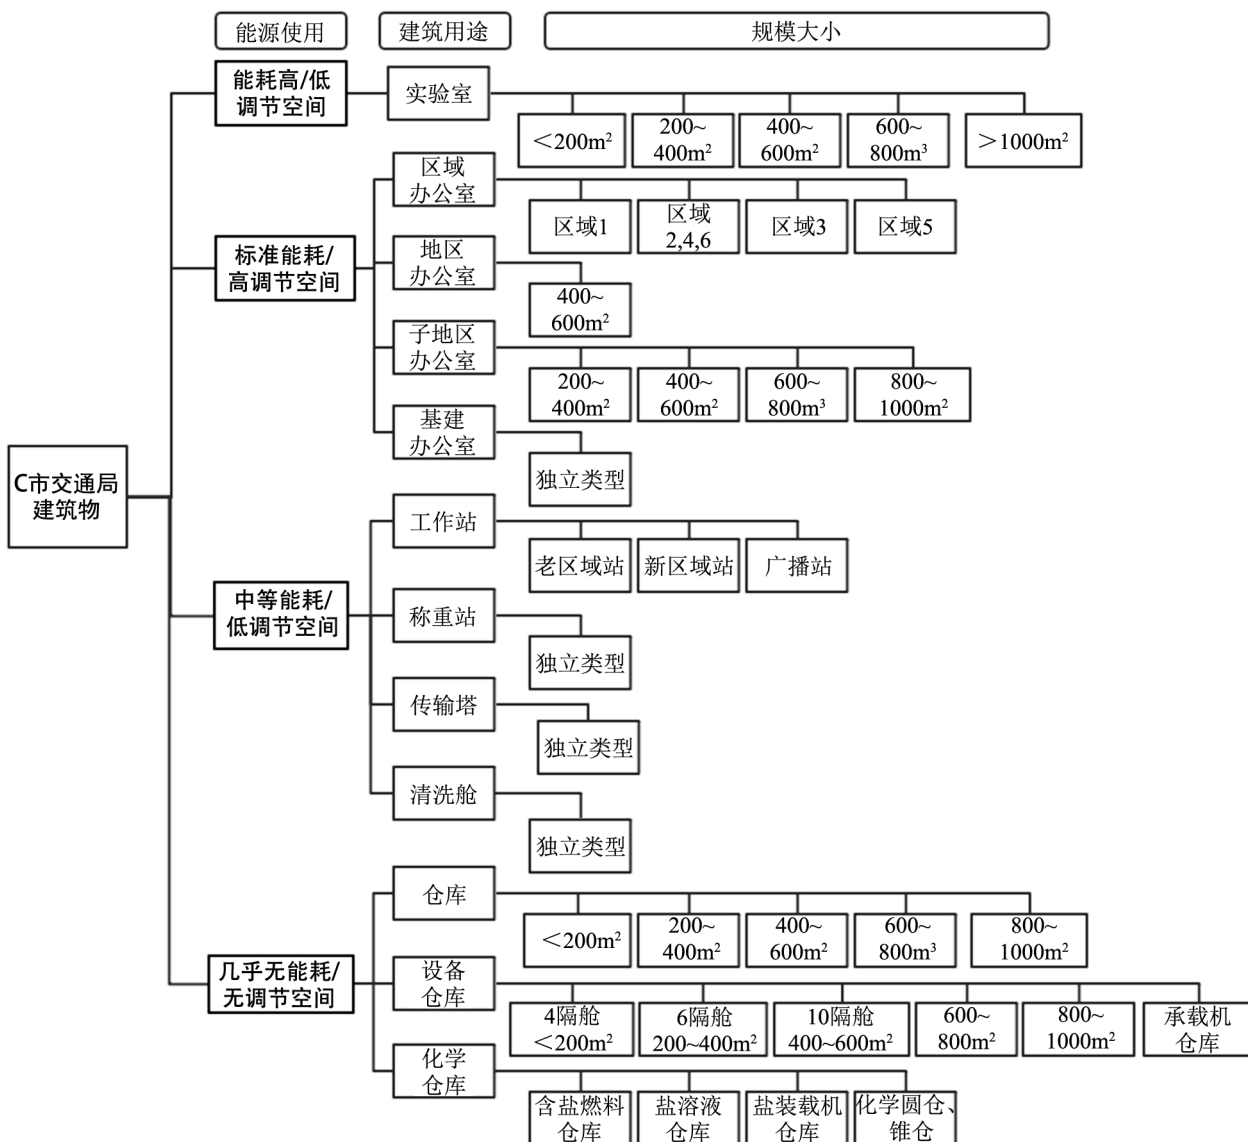 能源使用
建筑用途
规模大小
能耗高/低
调节空间
实验室
＜200m²
200~
400m²
400~
600m²
600~
800m³
＞1000m²
区域
办公室
区域1
区域
2,4,6
区域3
区域5
标准能耗/
高调节空间
地区
办公室
400~
600m²
子地区
办公室
200~
400m²
400~
600m²
600~
800m³
800~
1000m²
基建
办公室
独立类型
C市交通局
建筑物
工作站
老区域站
新区域站
广播站
中等能耗/
低调节空间
称重站
独立类型
传输塔
独立类型
清洗舱
独立类型
仓库
＜200m²
200~
400m²
400~
600m²
600~
800m³
800~
1000m²
几乎无能耗/
无调节空间
设备
仓库
4隔舱
＜200m²
6隔舱
200~400m²
10隔舱
400~600m²
600~
800m²
800~
1000m²
承载机
仓库
化学
仓库
含盐燃料
仓库
盐溶液
仓库
盐装载机
仓库
化学圆仓、
锥仓